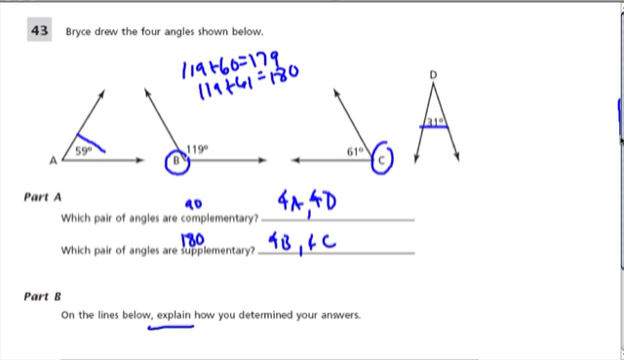 43 Bryce drew the four angles shown below.
119+60=179
119+61=180
D
A 59°
B 119°
61° C
31°
Part A
90
Which pair of angles are complementary? ∡A, ∡D
180
Which pair of angles are supplementary? ∡B, ∡C
Part B
On the lines below, explain how you determined your answers.